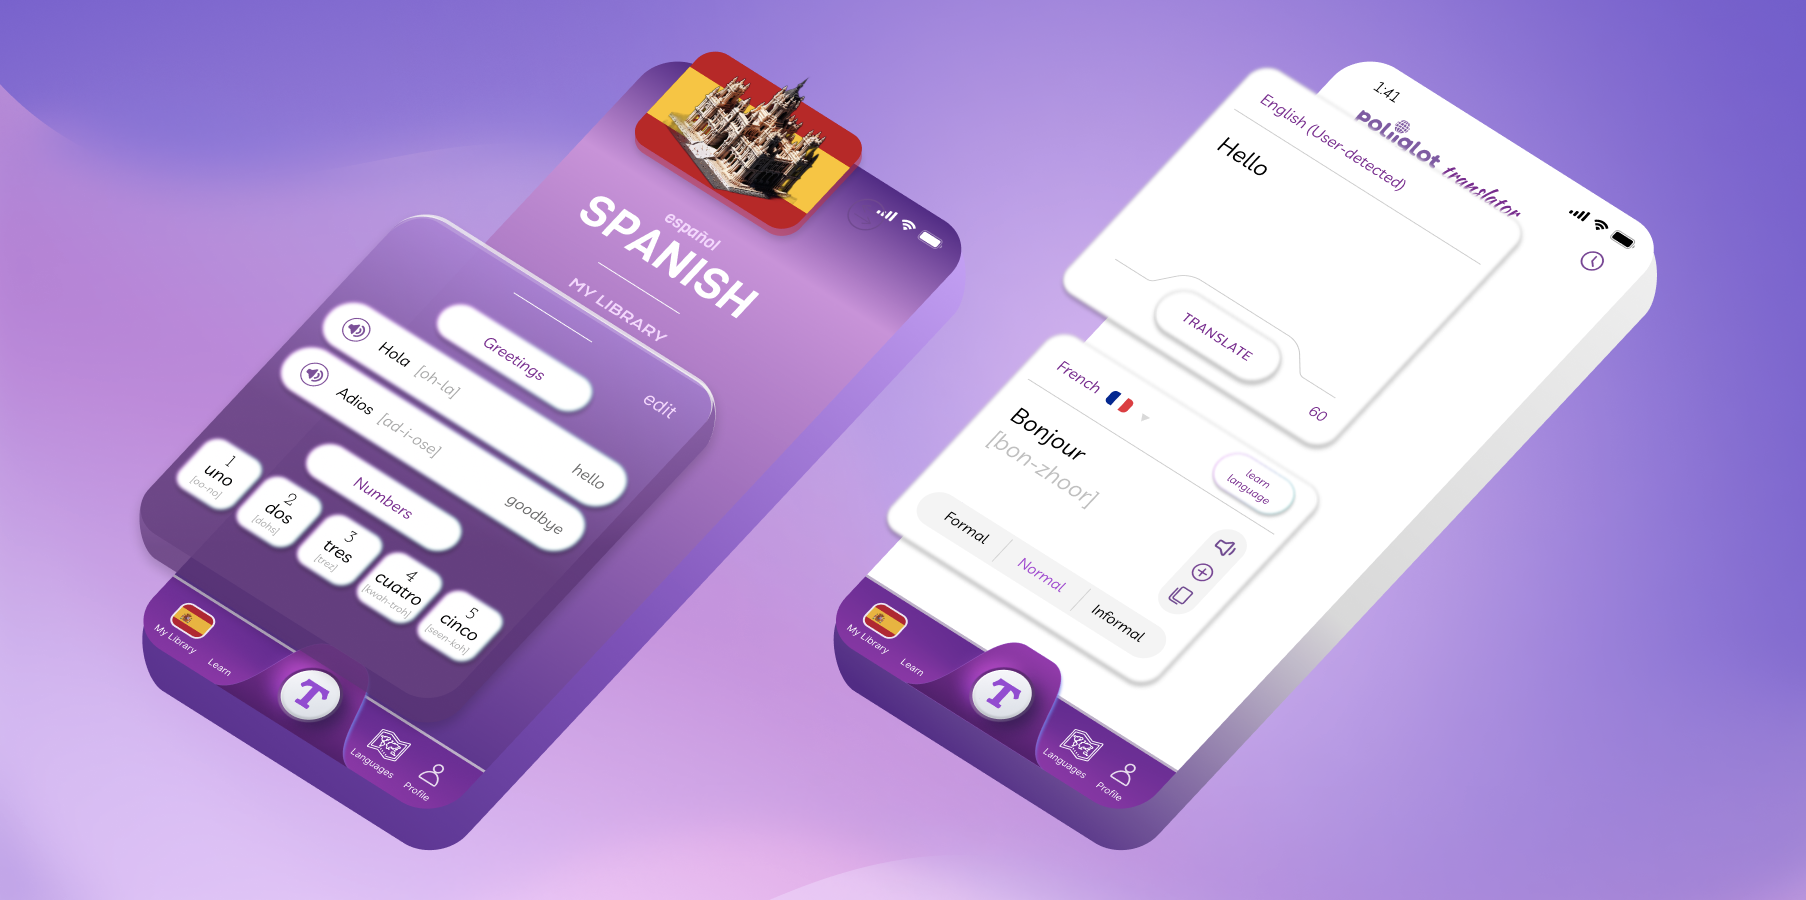 español
SPANISH
MY LIBRARY
edit
Greetings
Hola [oh-la] hello
Adios [ad-i-ose] goodbye
Numbers
1
uno
[oo-no]
2
dos
[dohs]
3
tres
[trez]
4
cuatro
[kwah-troh]
5
cinco
[seen-koh]
My Library
Learn
T
Languages
Profile
1:41
Poliglot translator
English (User-detected)
Hello
TRANSLATE
60
French
learn
language
Bonjour
[bon-zhoor]
Formal
Normal
Informal
My Library
Learn
T
Languages
Profile